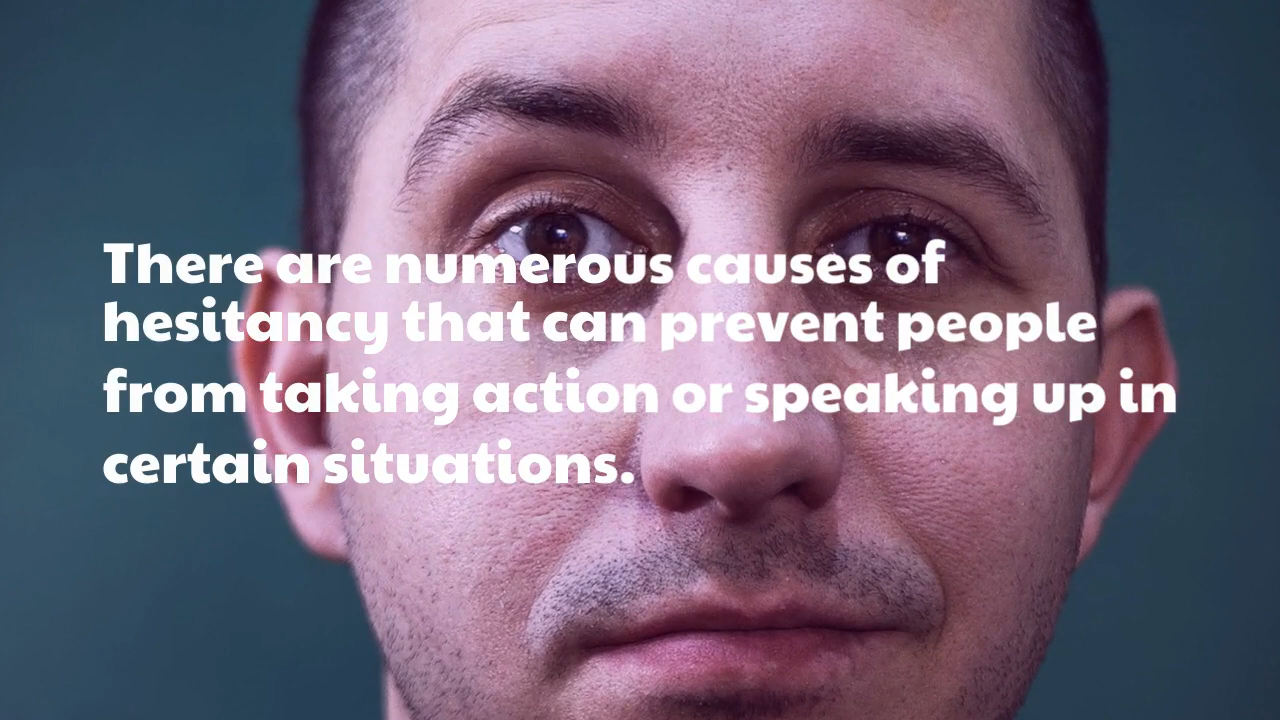 There are numerous causes of
hesitancy that can prevent people
from taking action or speaking up in
certain situations.